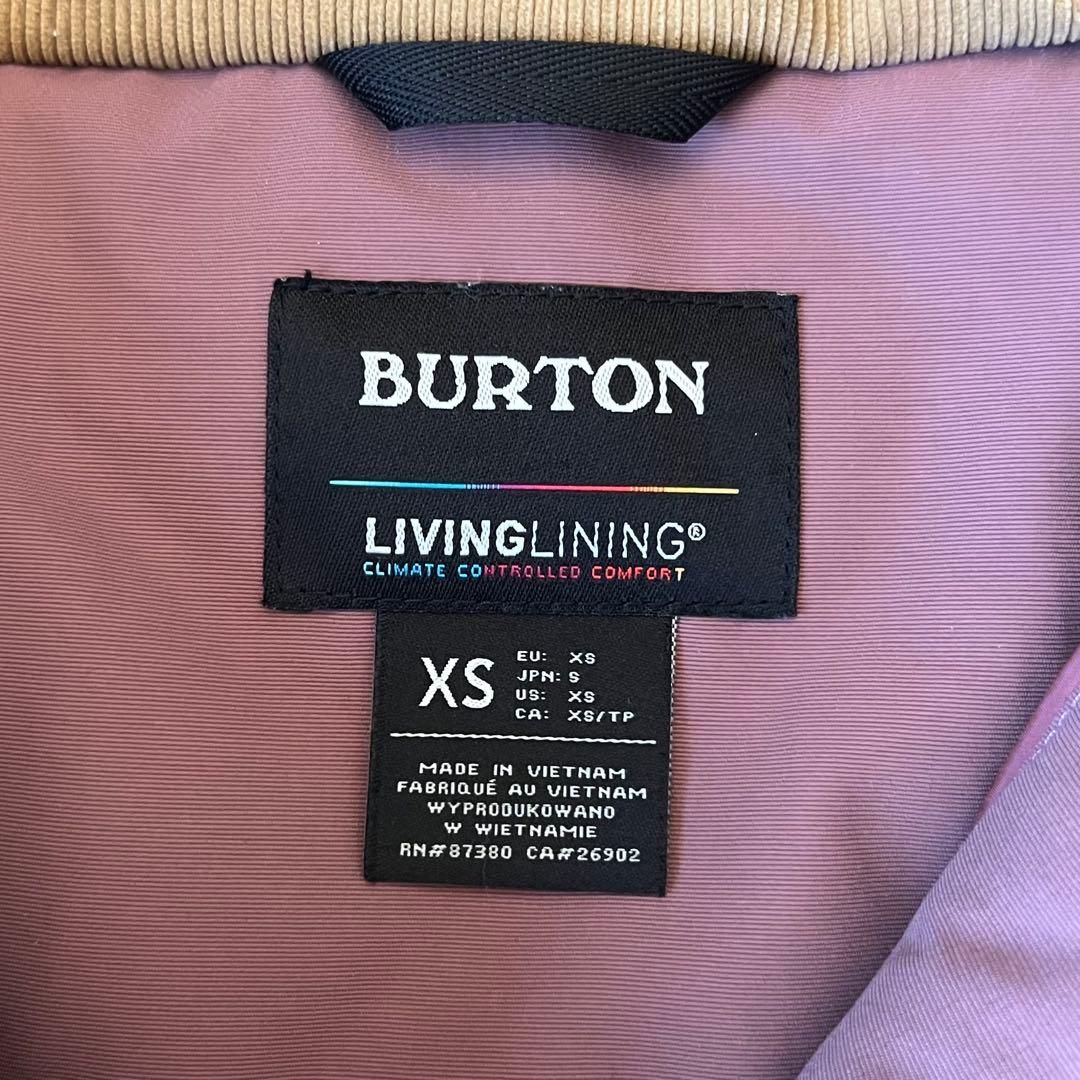 BURTON
LIVINGLINING®
CLIMATE CONTROLLED COMFORT
XS
EU: XS
JPN: S
US: XS
CA: XS/TP
MADE IN VIETNAM
FABRIQUÉ AU VIETNAM
WYPRODUKOWANO
W WIETNAMIE
RN#87380 CA#26902